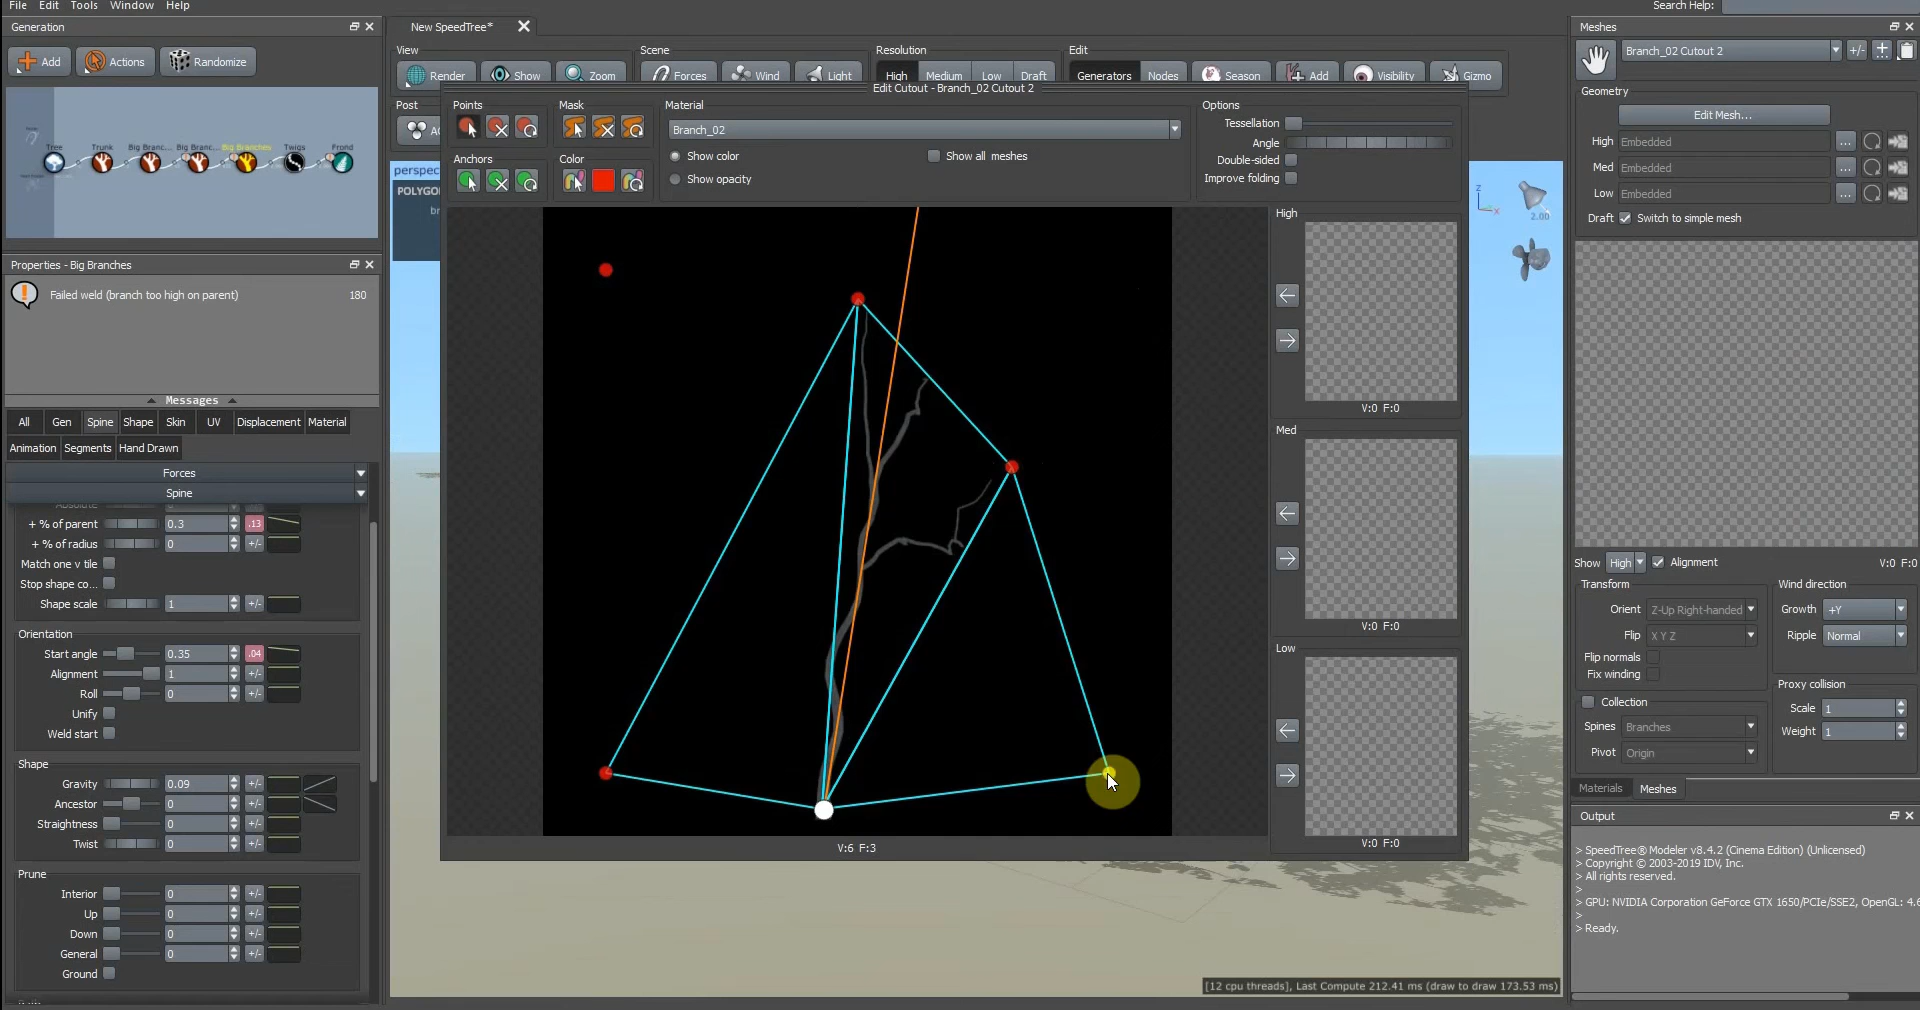 File Edit Tools Window Help
Search Help:
Generation
Add Actions Randomize
Tree Trunk Big Branc... Big Branc... Big Branches Twigs Frond
Properties - Big Branches
Failed weld (branch too high on parent) 180
Messages
All Gen Spine Shape Skin UV Displacement Material
Animation Segments Hand Drawn
Forces
Spine
Absolute
+ % of parent 0.3 .13
+ % of radius 0 +/-
Match one v tile
Stop shape co...
Shape scale 1 +/-
Orientation
Start angle 0.35 .04
Alignment 1 +/-
Roll 0 +/-
Unify
Weld start
Shape
Gravity 0.09 +/-
Ancestor 0 +/-
Straightness 0 +/-
Twist 0 +/-
Prune
Interior 0 +/-
Up 0 +/-
Down 0 +/-
General 0 +/-
Ground
New SpeedTree*
View Scene Resolution Edit
Render Show Zoom Forces Wind Light High Medium Low Draft Generators Nodes Season Add Visibility Gizmo
Post
perspec
POLYGO
br
2.00
Edit Cutout - Branch_02 Cutout 2
Points Mask Material Options
Branch_02
Tessellation
Angle
Anchors Color
Show color Show all meshes
Double-sided
Show opacity
Improve folding
High
V:0 F:0
Med
V:0 F:0
Low
V:0 F:0
V:6 F:3
[12 cpu threads], Last Compute 212.41 ms (draw to draw 173.53 ms)
Meshes
Branch_02 Cutout 2 +/-
Geometry
Edit Mesh...
High Embedded ...
Med Embedded ...
Low Embedded ...
Draft Switch to simple mesh
Show High Alignment V:0 F:0
Transform Wind direction
Orient Z-Up Right-handed Growth +Y
Flip X Y Z Ripple Normal
Flip normals
Fix winding
Proxy collision
Collection Scale 1
Spines Branches Weight 1
Pivot Origin
Materials Meshes
Output
> SpeedTree® Modeler v8.4.2 (Cinema Edition) (Unlicensed)
> Copyright © 2003-2019 IDV, Inc.
> All rights reserved.
>
> GPU: NVIDIA Corporation GeForce GTX 1650/PCIe/SSE2, OpenGL: 4.6
>
> Ready.